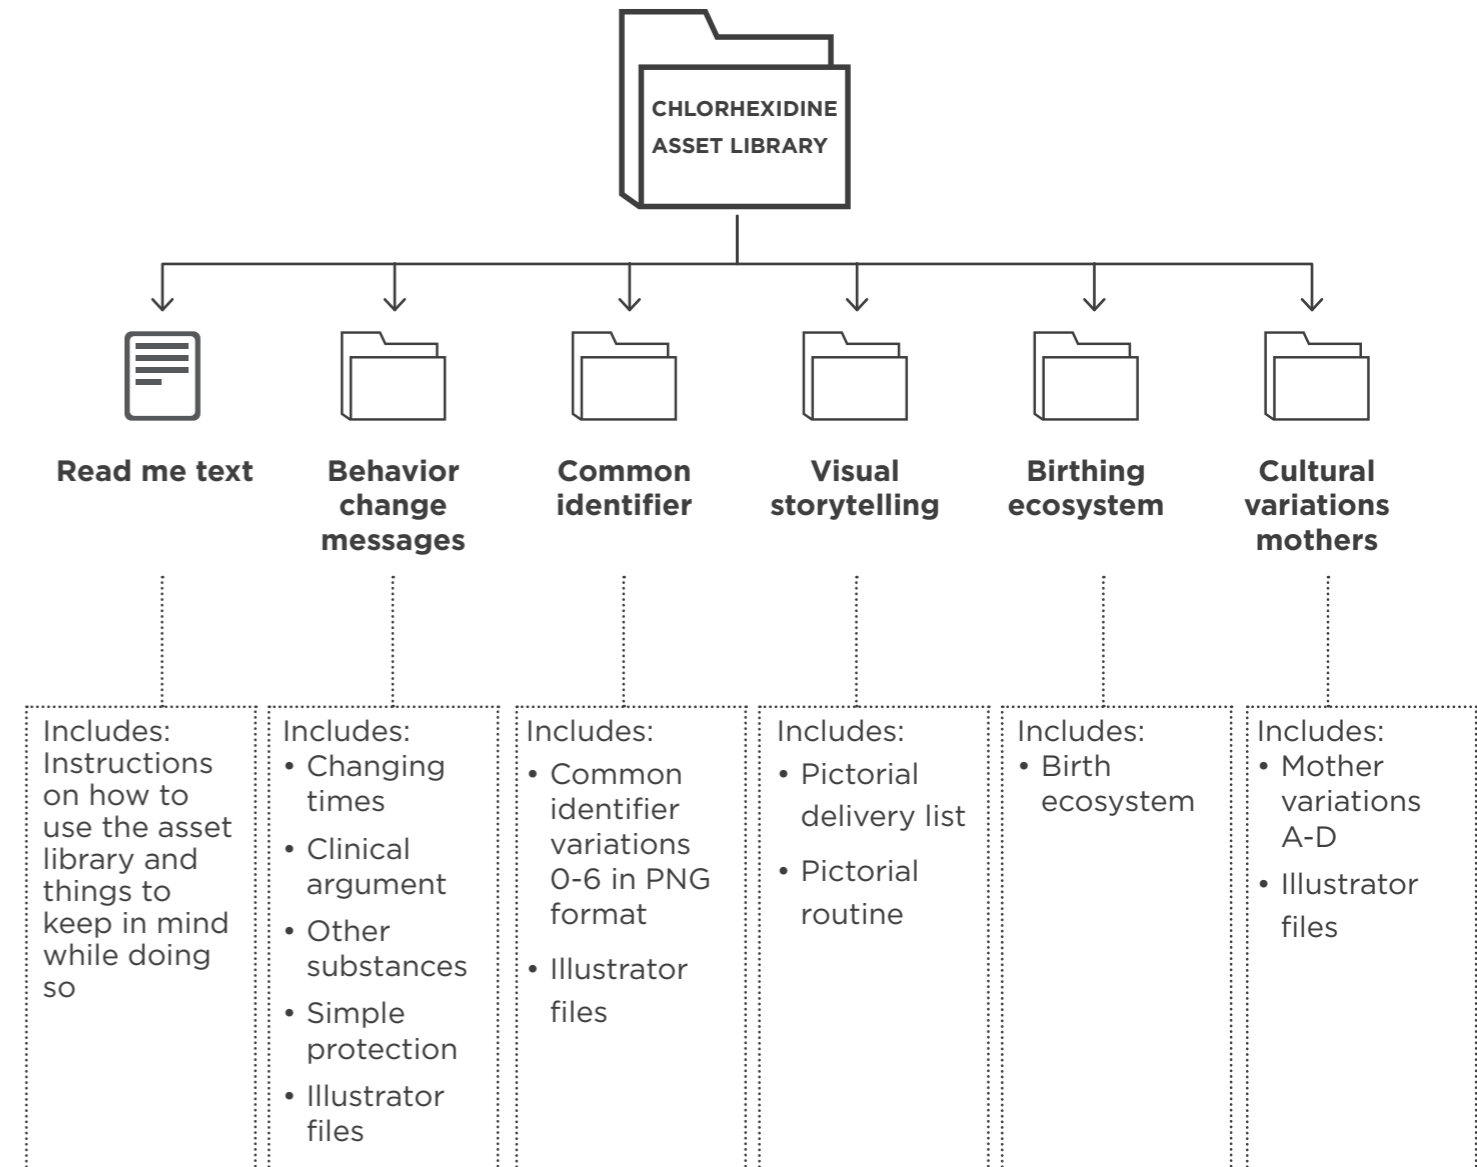 CHLORHEXIDINE
ASSET LIBRARY
Read me text
Behavior
change
messages
Common
identifier
Visual
storytelling
Birthing
ecosystem
Cultural
variations
mothers
Includes:
Instructions
on how to
use the asset
library and
things to
keep in mind
while doing
so
Includes:
• Changing
times
• Clinical
argument
• Other
substances
• Simple
protection
• Illustrator
files
Includes:
• Common
identifier
variations
0-6 in PNG
format
• Illustrator
files
Includes:
• Pictorial
delivery list
• Pictorial
routine
Includes:
• Birth
ecosystem
Includes:
• Mother
variations
A-D
• Illustrator
files